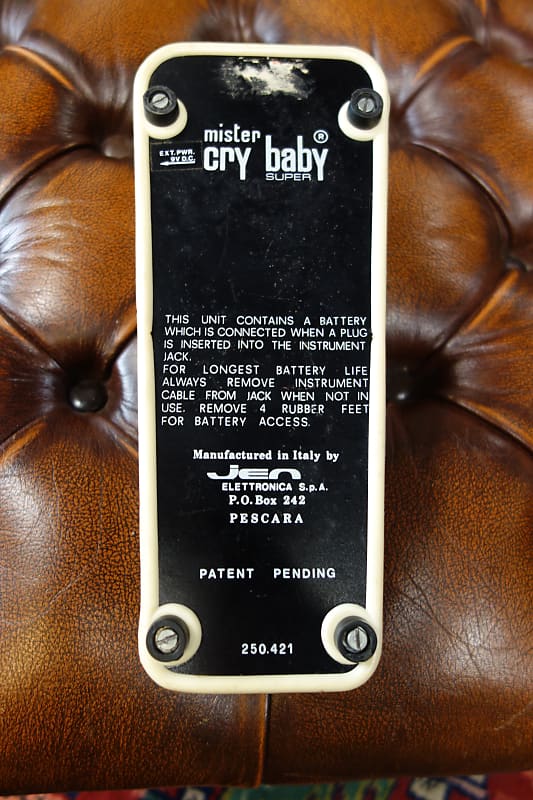 mister ®
EXT. PWR.
9V D.C.
cry baby
SUPER
THIS UNIT CONTAINS A BATTERY
WHICH IS CONNECTED WHEN A PLUG
IS INSERTED INTO THE INSTRUMENT
JACK.
FOR LONGEST BATTERY LIFE
ALWAYS REMOVE INSTRUMENT
CABLE FROM JACK WHEN NOT IN
USE. REMOVE 4 RUBBER FEET
FOR BATTERY ACCESS.
Manufactured in Italy by
Jen
ELETTRONICA S.p.A.
P.O. Box 242
PESCARA
PATENT PENDING
250.421